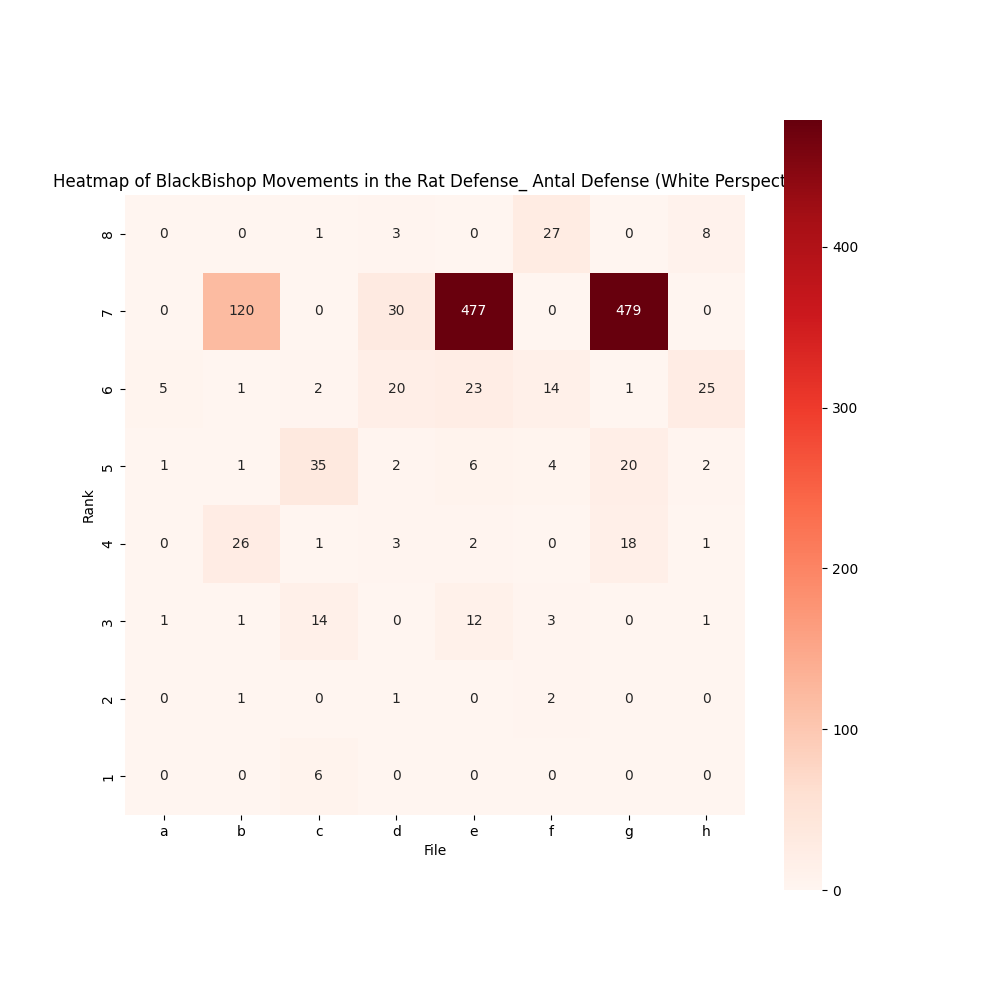 Heatmap of BlackBishop Movements in the Rat Defense_ Antal Defense (White Perspect
8 0 0 1 3 0 27 0 8
400
7 0 120 0 30 477 0 479 0
6 5 1 2 20 23 14 1 25
300
5 1 1 35 2 6 4 20 2
Rank
200
4 0 26 1 3 2 0 18 1
3 1 1 14 0 12 3 0 1
2 0 1 0 1 0 2 0 0
100
1 0 0 6 0 0 0 0 0
a b c d e f g h
File
0